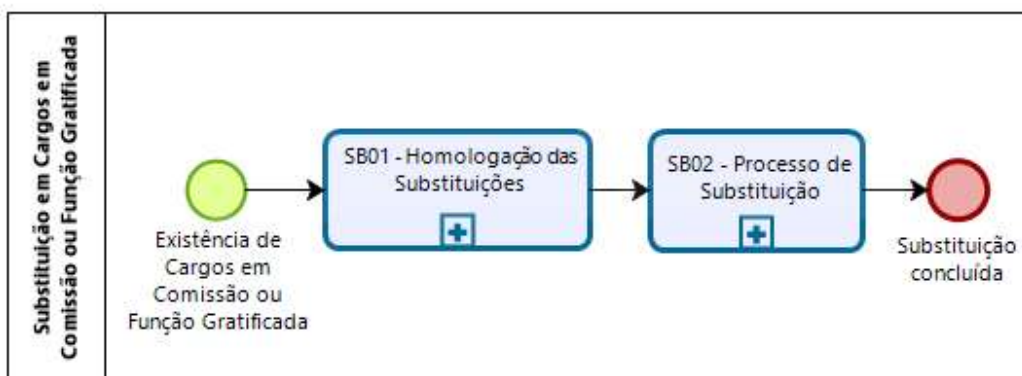 Substituição em Cargos em
Comissão ou Função Gratificada
Existência de
Cargos em
Comissão ou
Função Gratificada
SB01 - Homologação das
Substituições
SB02 - Processo de
Substituição
Substituição
concluída